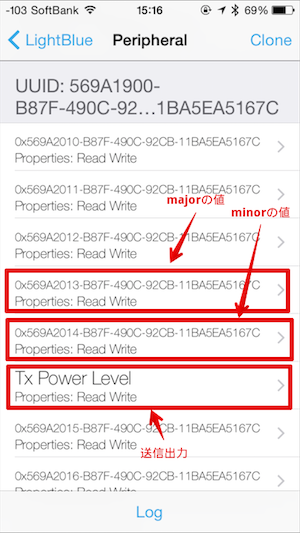 -103 SoftBank 15:16 69%
LightBlue Peripheral Clone
UUID: 569A1900-
B87F-490C-92...1BA5EA5167C
0x569A2010-B87F-490C-92CB-11BA5EA5167C
Properties: Read Write
0x569A2011-B87F-490C-92CB-11BA5EA5167C
Properties: Read Write
majorの値
minorの値
0x569A2012-B87F-490C-92CB-11BA5EA5167C
Properties: Read Write
0x569A2013-B87F-490C-92CB-11BA5EA5167C
Properties: Read Write
0x569A2014-B87F-490C-92CB-11BA5EA5167C
Properties: Read Write
Tx Power Level
Properties: Read Write
0x569A2015-B87F-490C-92CB-11BA5EA5167C
Properties: Read Write
送信出力
0x569A2016-B87F-490C-92CB-11BA5EA5167C
Properties: Read Write
Log